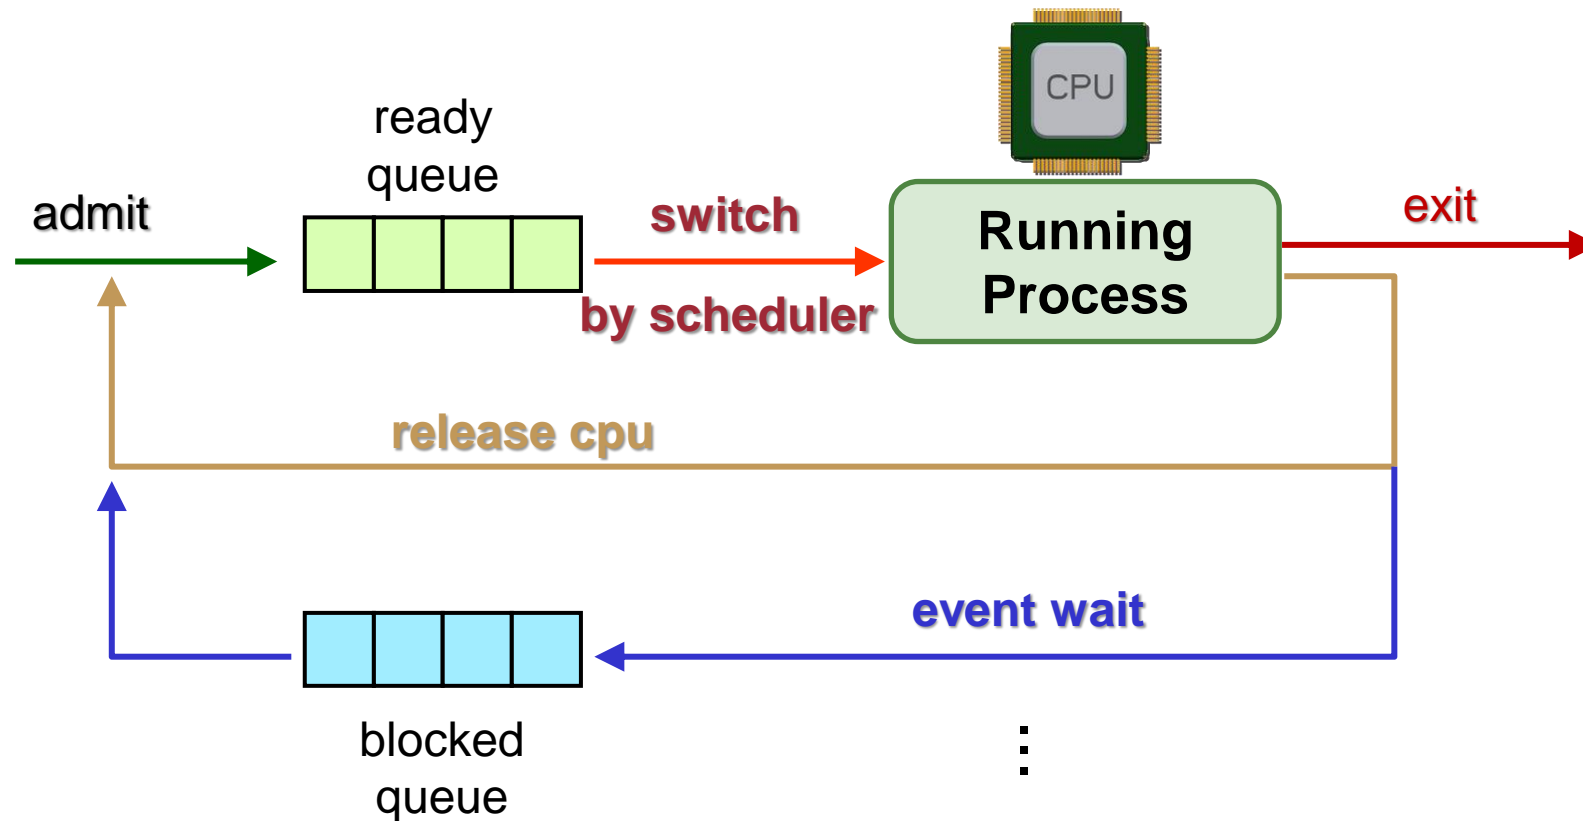 CPU
ready
queue
admit
switch
by scheduler
Running
Process
exit
release cpu
event wait
blocked
queue
⋮